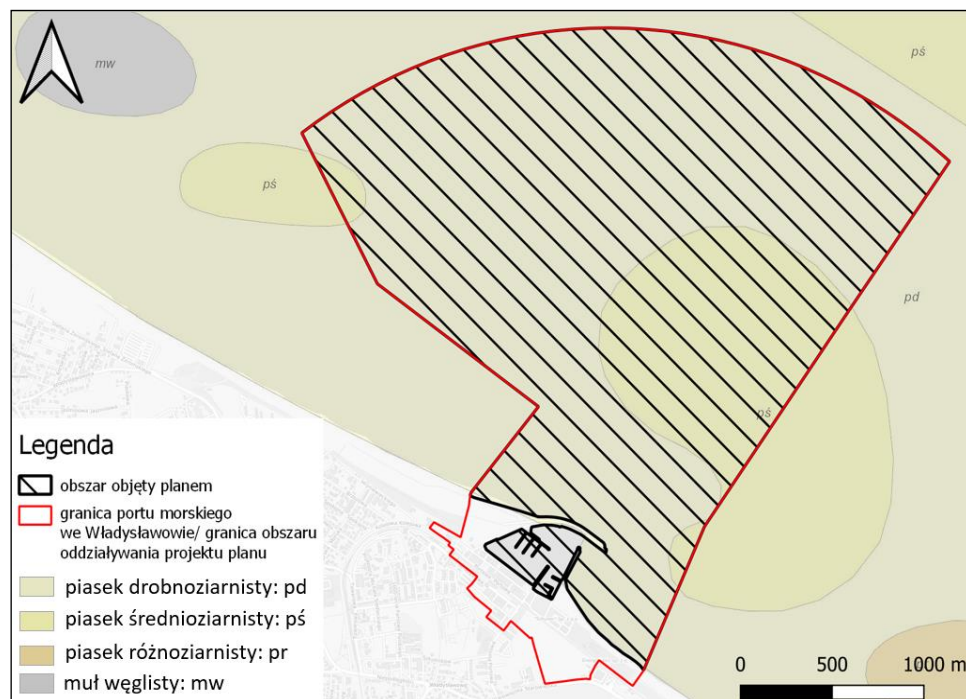 mw
pś
pś
pd
pś
Legenda
obszar objęty planem
granica portu morskiego
we Władysławowie/ granica obszaru
oddziaływania projektu planu
piasek drobnoziarnisty: pd
piasek średnioziarnisty: pś
piasek różnoziarnisty: pr
muł węglisty: mw
0 500 1000 m